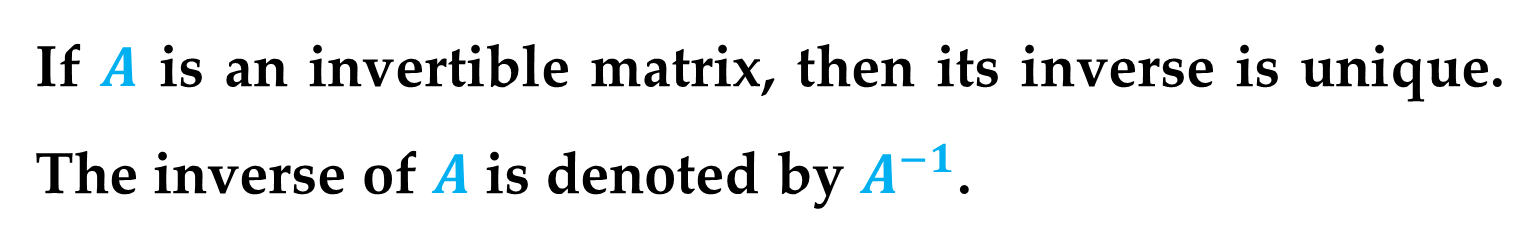 If A is an invertible matrix, then its inverse is unique.
The inverse of A is denoted by A⁻¹.